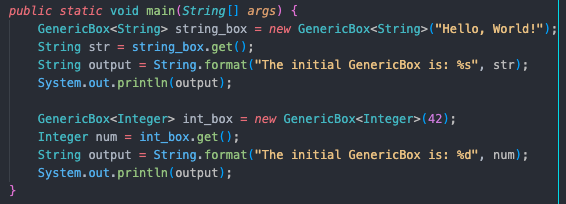 public static void main(String[] args) {
    GenericBox<String> string_box = new GenericBox<String>("Hello, World!");
    String str = string_box.get();
    String output = String.format("The initial GenericBox is: %s", str);
    System.out.println(output);

    GenericBox<Integer> int_box = new GenericBox<Integer>(42);
    Integer num = int_box.get();
    String output = String.format("The initial GenericBox is: %d", num);
    System.out.println(output);
}